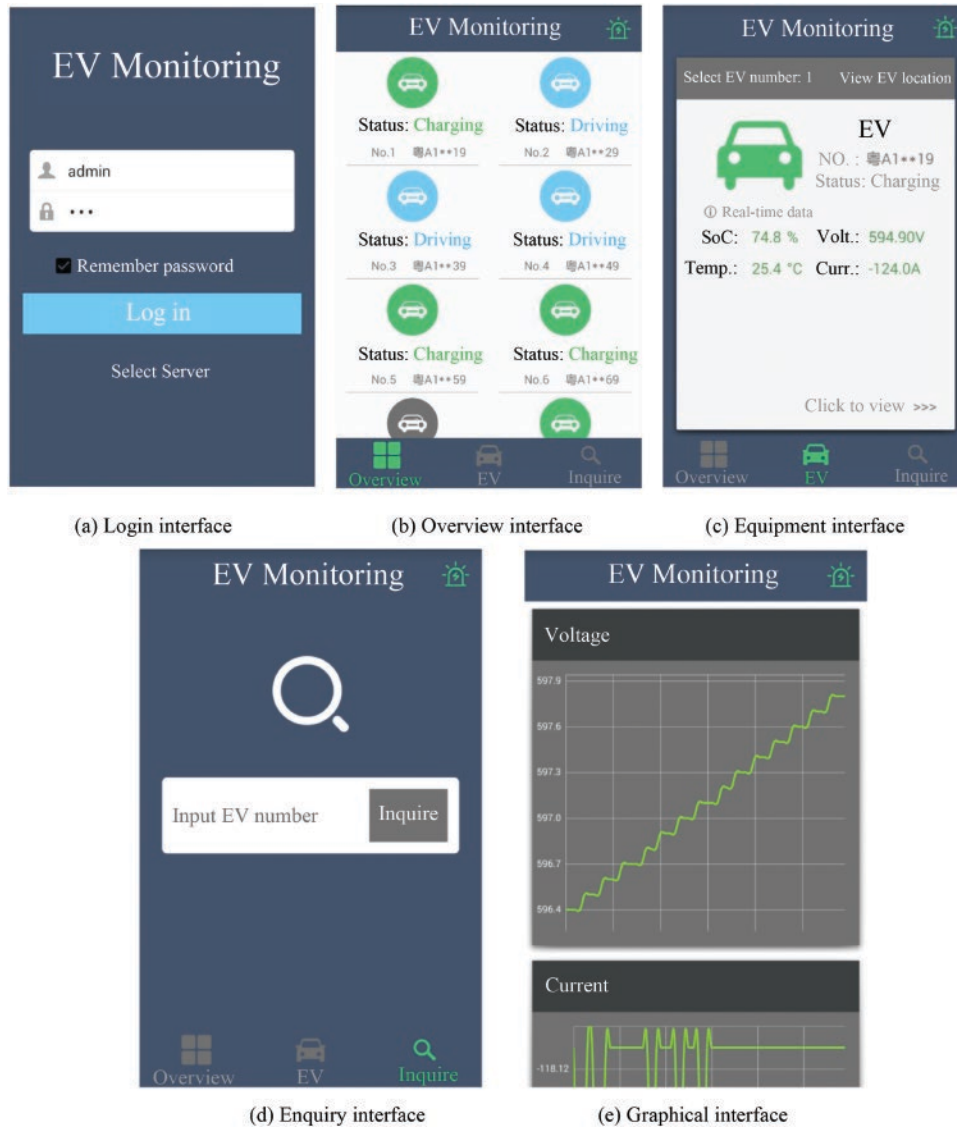 EV Monitoring
admin
•••
Remember password
Log in
Select Server
(a) Login interface
EV Monitoring
Status: Charging
No.1 粤A1**19
Status: Driving
No.2 粤A1**29
Status: Driving
No.3 粤A1**39
Status: Driving
No.4 粤A1**49
Status: Charging
No.5 粤A1**59
Status: Charging
No.6 粤A1**69
Overview EV Inquire
(b) Overview interface
EV Monitoring
Select EV number: 1 View EV location
EV
NO. : 粤A1**19
Status: Charging
Real-time data
SoC: 74.8 % Volt.: 594.90V
Temp.: 25.4 °C Curr.: -124.0A
Click to view >>>
Overview EV Inquire
(c) Equipment interface
EV Monitoring
Input EV number Inquire
Overview EV Inquire
(d) Enquiry interface
EV Monitoring
Voltage
597.9
597.6
597.3
597.0
596.7
596.4
Current
-118.12
(e) Graphical interface